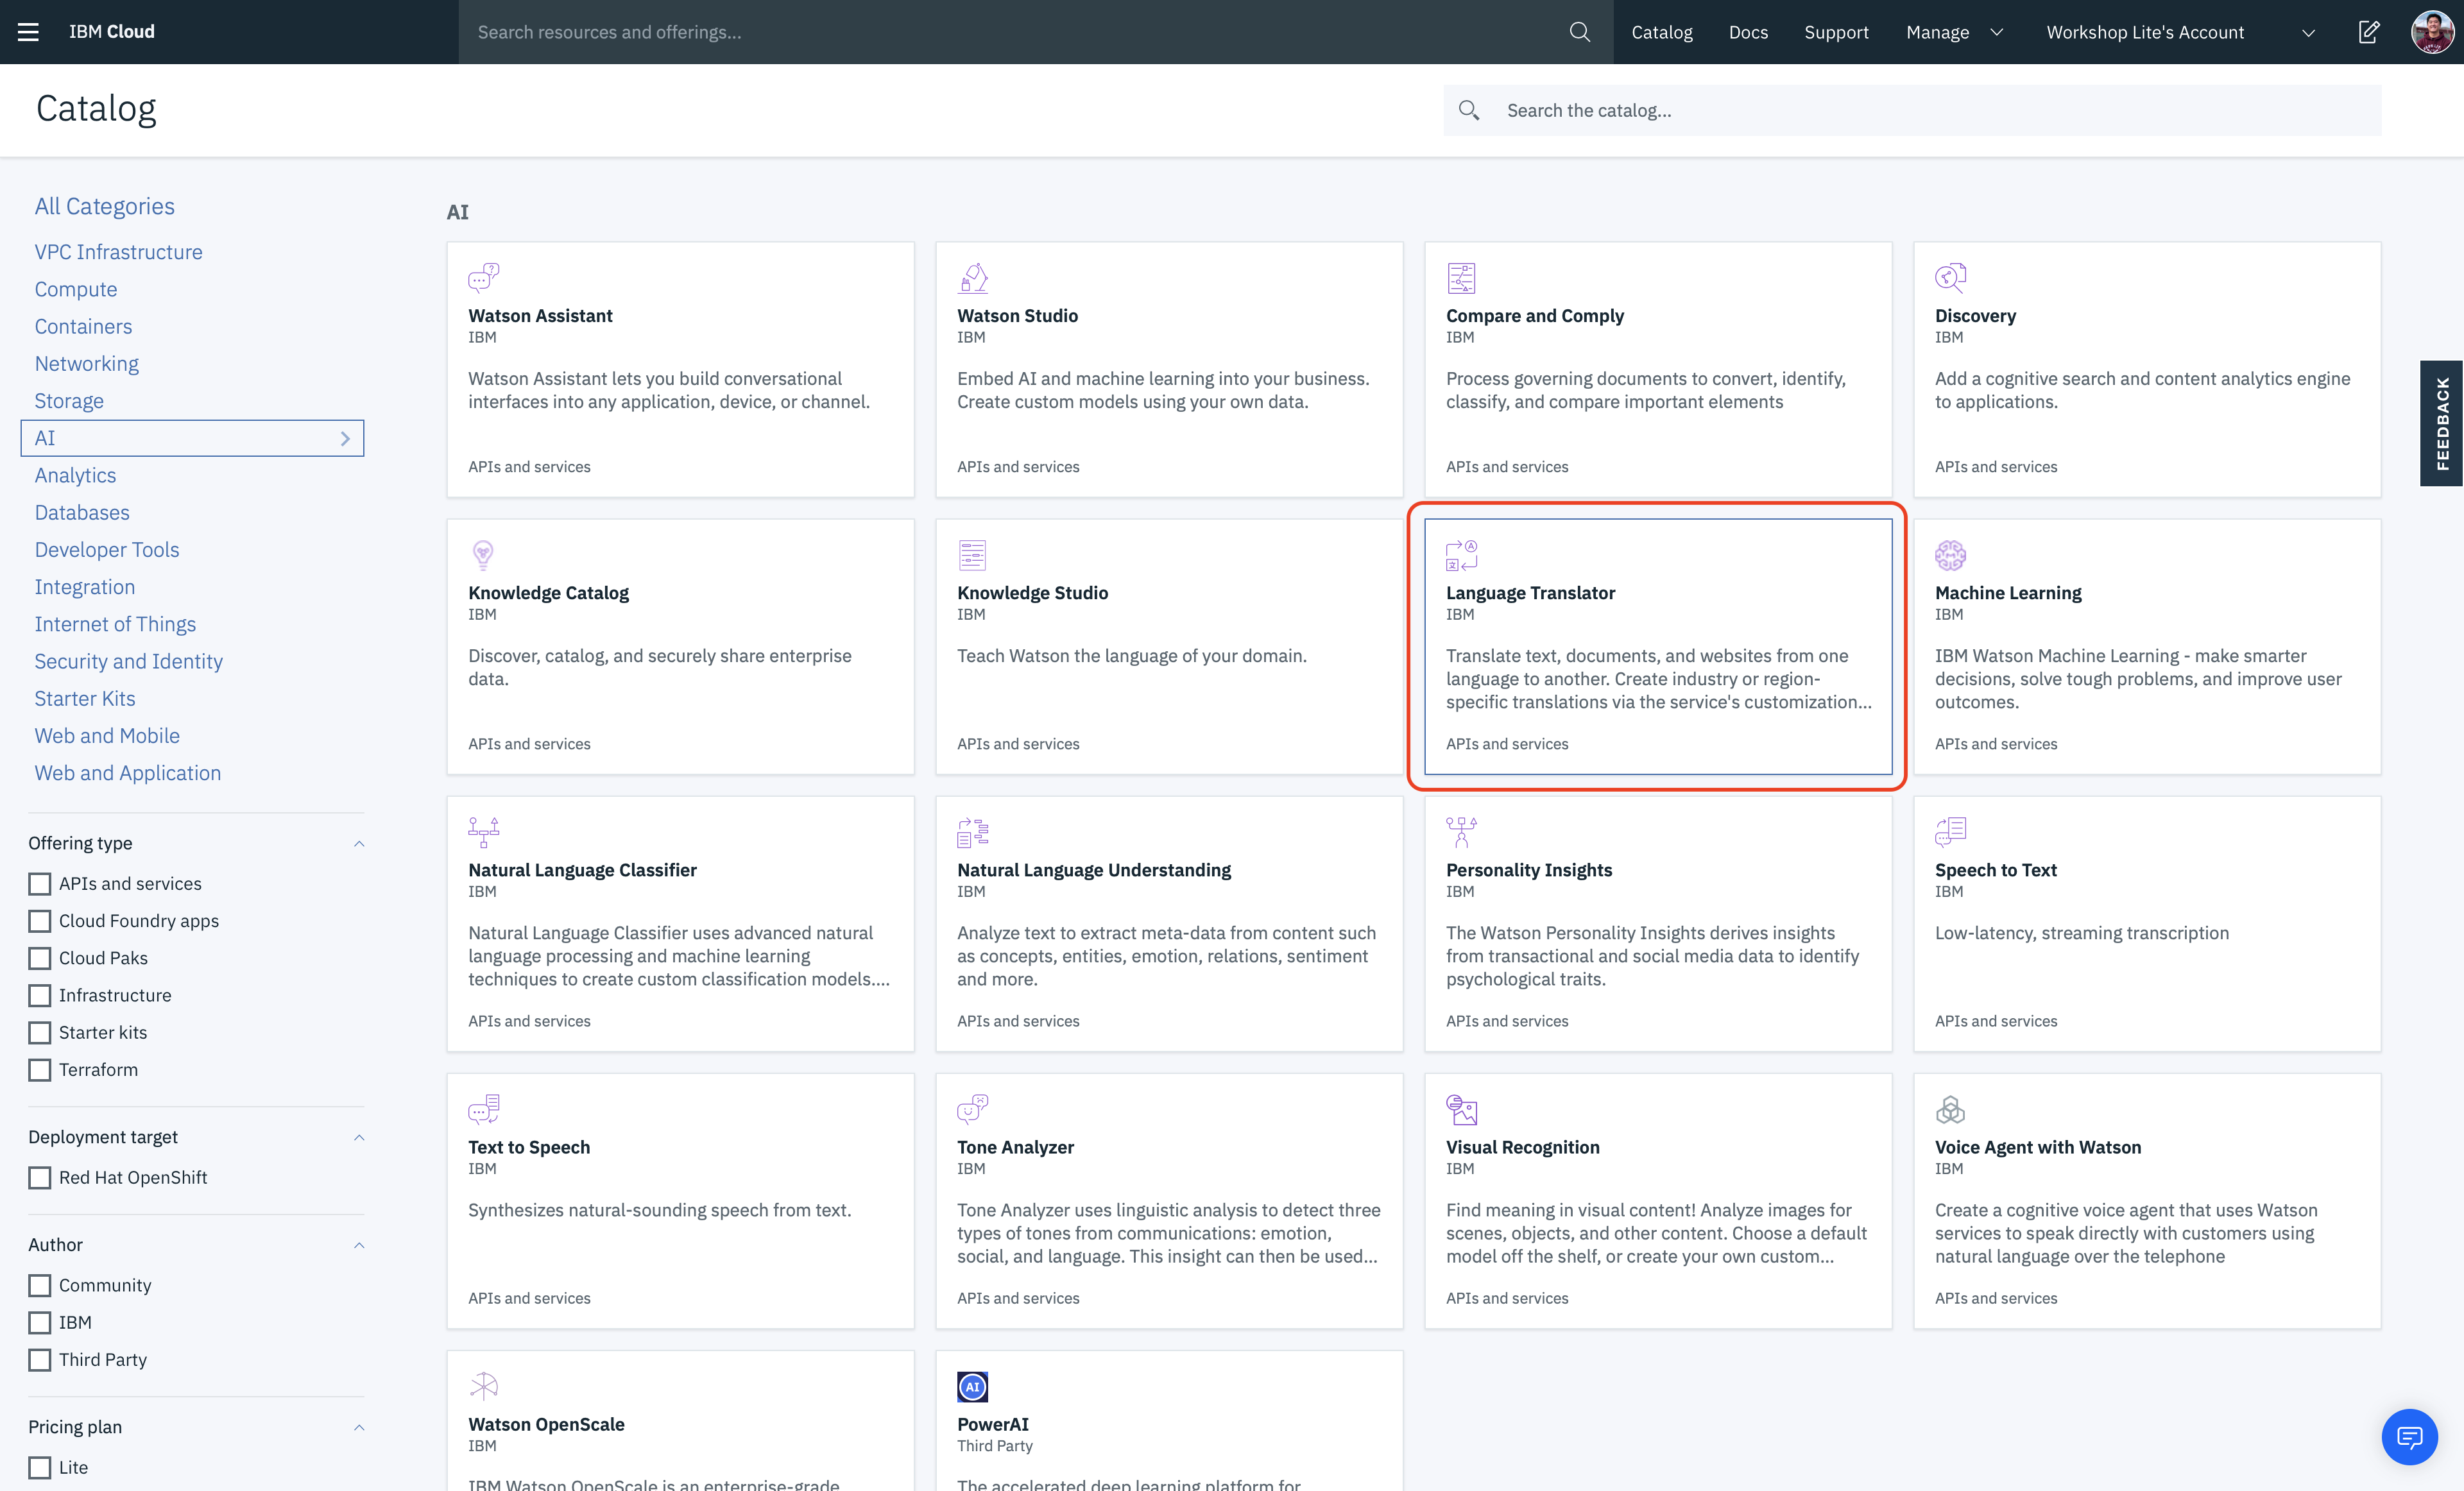 IBM Cloud
Search resources and offerings...
Catalog
Docs
Support
Manage
Workshop Lite's Account
Catalog
Search the catalog...
All Categories
VPC Infrastructure
Compute
Containers
Networking
Storage
AI
Analytics
Databases
Developer Tools
Integration
Internet of Things
Security and Identity
Starter Kits
Web and Mobile
Web and Application
Offering type
APIs and services
Cloud Foundry apps
Cloud Paks
Infrastructure
Starter kits
Terraform
Deployment target
Red Hat OpenShift
Author
Community
IBM
Third Party
Pricing plan
Lite
AI
Watson Assistant
IBM
Watson Assistant lets you build conversational
interfaces into any application, device, or channel.
APIs and services
Watson Studio
IBM
Embed AI and machine learning into your business.
Create custom models using your own data.
APIs and services
Compare and Comply
IBM
Process governing documents to convert, identify,
classify, and compare important elements
APIs and services
Discovery
IBM
Add a cognitive search and content analytics engine
to applications.
APIs and services
Knowledge Catalog
IBM
Discover, catalog, and securely share enterprise
data.
APIs and services
Knowledge Studio
IBM
Teach Watson the language of your domain.
APIs and services
Language Translator
IBM
Translate text, documents, and websites from one
language to another. Create industry or region-
specific translations via the service's customization...
APIs and services
Machine Learning
IBM
IBM Watson Machine Learning - make smarter
decisions, solve tough problems, and improve user
outcomes.
APIs and services
Natural Language Classifier
IBM
Natural Language Classifier uses advanced natural
language processing and machine learning
techniques to create custom classification models....
APIs and services
Natural Language Understanding
IBM
Analyze text to extract meta-data from content such
as concepts, entities, emotion, relations, sentiment
and more.
APIs and services
Personality Insights
IBM
The Watson Personality Insights derives insights
from transactional and social media data to identify
psychological traits.
APIs and services
Speech to Text
IBM
Low-latency, streaming transcription
APIs and services
Text to Speech
IBM
Synthesizes natural-sounding speech from text.
APIs and services
Tone Analyzer
IBM
Tone Analyzer uses linguistic analysis to detect three
types of tones from communications: emotion,
social, and language. This insight can then be used...
APIs and services
Visual Recognition
IBM
Find meaning in visual content! Analyze images for
scenes, objects, and other content. Choose a default
model off the shelf, or create your own custom...
APIs and services
Voice Agent with Watson
IBM
Create a cognitive voice agent that uses Watson
services to speak directly with customers using
natural language over the telephone
APIs and services
Watson OpenScale
IBM
IBM Watson OpenScale is an enterprise-grade
AI
PowerAI
Third Party
The accelerated deep learning platform for
FEEDBACK